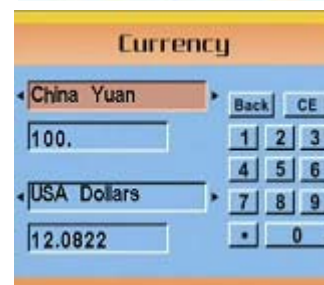 Currency
China Yuan
Back CE
100.
1 2 3
4 5 6
USA Dollars
7 8 9
12.0822
. 0